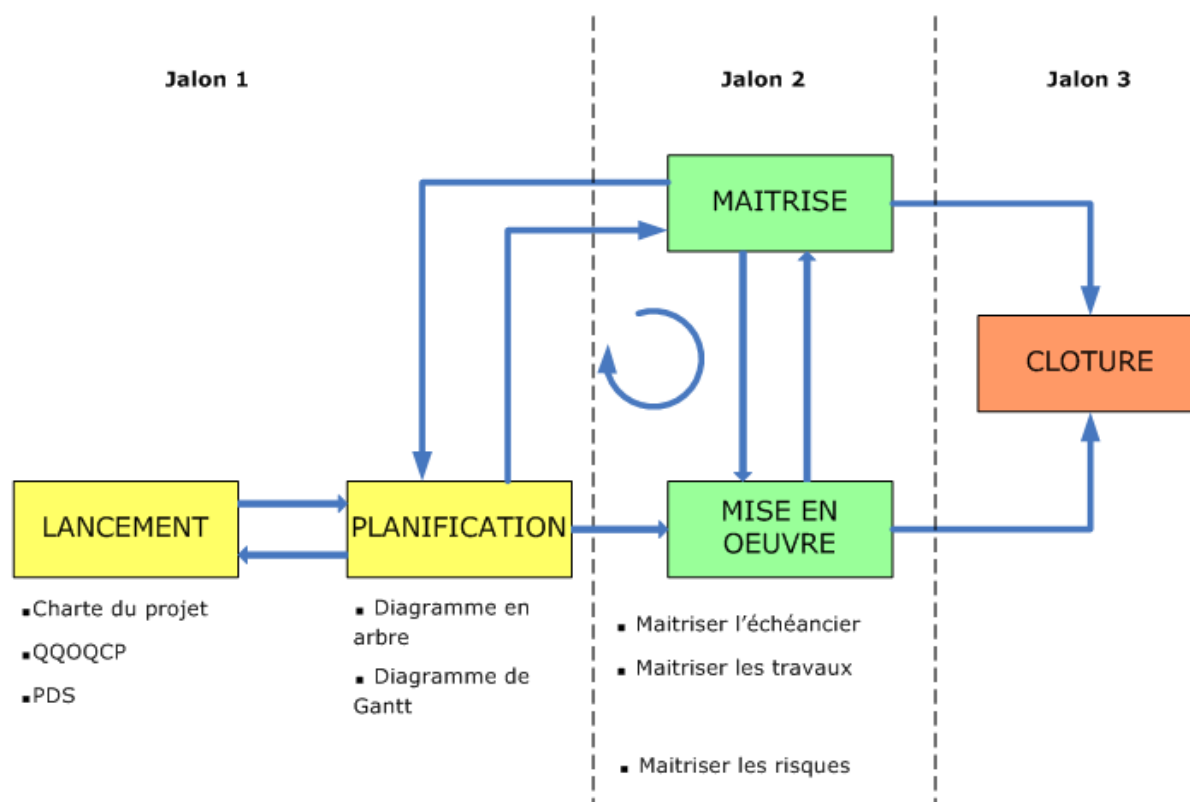 Jalon 1
Jalon 2
Jalon 3
MAITRISE
CLOTURE
LANCEMENT
PLANIFICATION
MISE EN
OEUVRE
▪Charte du projet
▪QQOQCP
▪PDS
▪ Diagramme en
arbre
▪ Diagramme de
Gantt
▪ Maitriser l’échéancier
▪ Maitriser les travaux
▪ Maitriser les risques